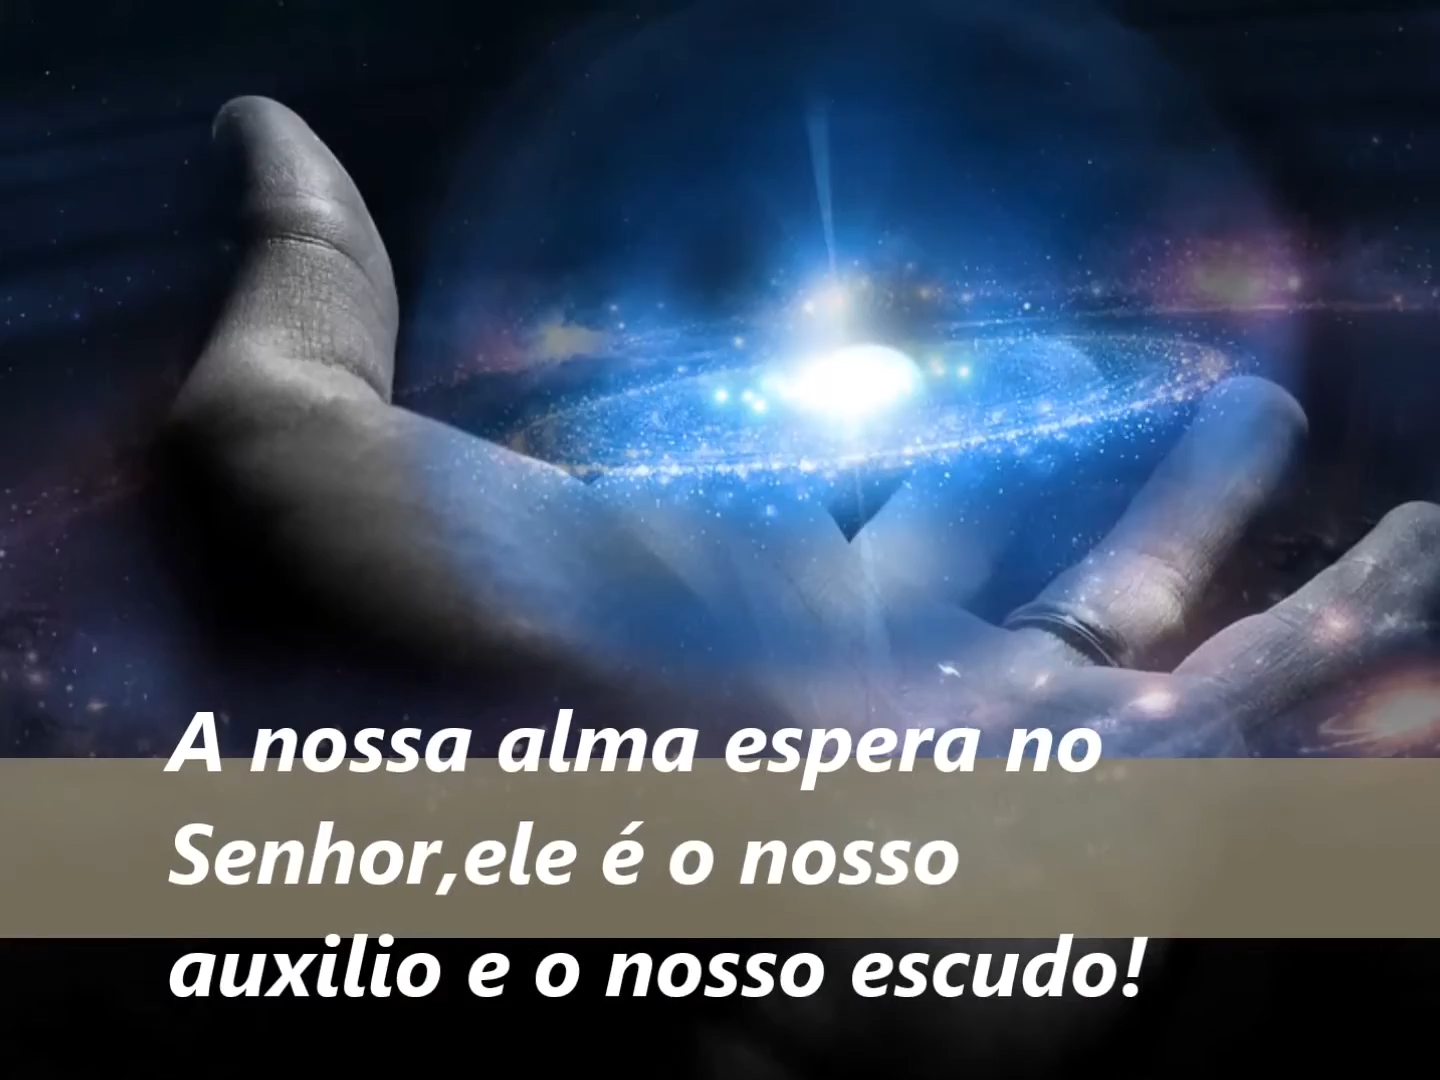 A nossa alma espera no
Senhor,ele é o nosso
auxilio e o nosso escudo!